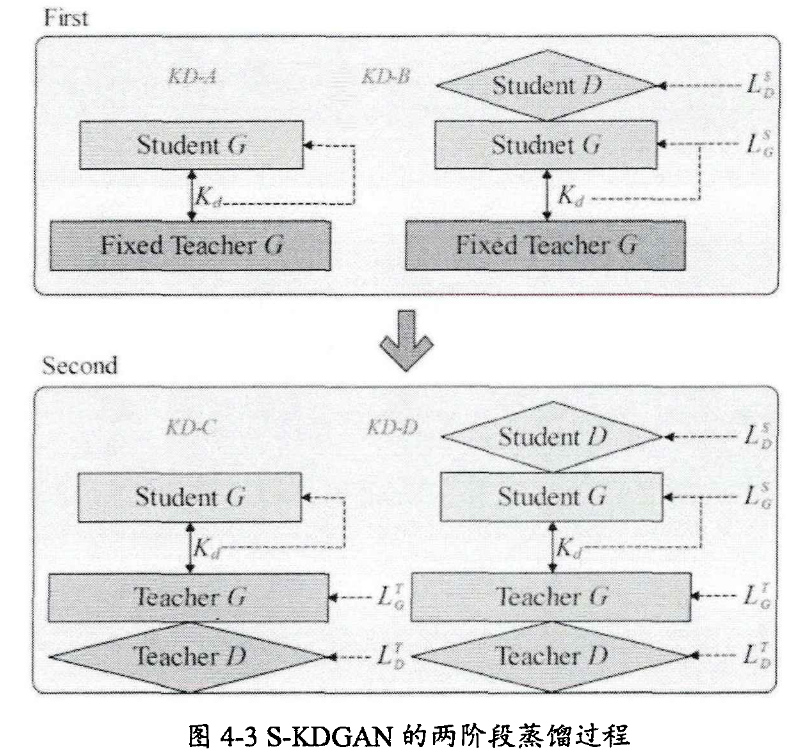 First
KD-A
KD-B
Student D
L_D^S
Student G
Studnet G
L_G^S
K_d
K_d
Fixed Teacher G
Fixed Teacher G
Second
KD-C
KD-D
Student D
L_D^S
Student G
Student G
L_G^S
K_d
K_d
Teacher G
L_G^T
Teacher G
L_G^T
Teacher D
L_D^T
Teacher D
L_D^T
图 4-3 S-KDGAN 的两阶段蒸馏过程